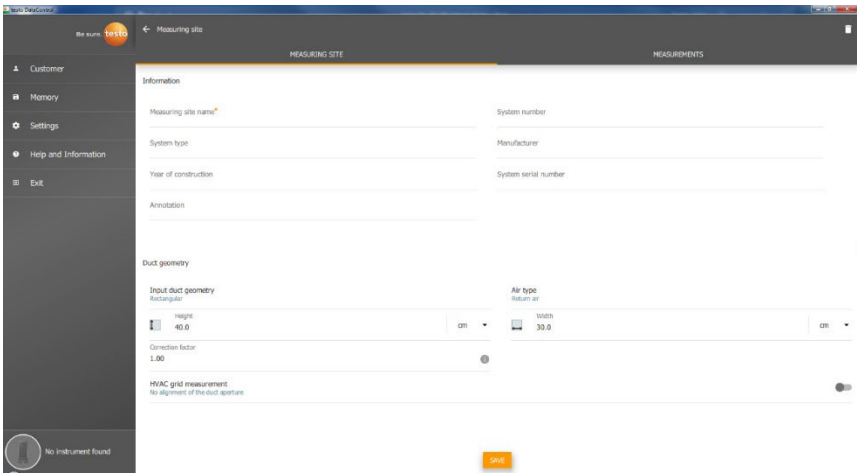 testo DataControl
Be sure. testo
Measuring site
MEASURING SITE
MEASUREMENTS
Customer
Memory
Settings
Help and Information
Exit
Information
Measuring site name*
System number
System type
Manufacturer
Year of construction
System serial number
Annotation
Duct geometry
Input duct geometry
Rectangular
Air type
Return air
Height
40.0
cm
Width
30.0
cm
Correction factor
1.00
HVAC grid measurement
No alignment of the duct aperture
No instrument found
SAVE